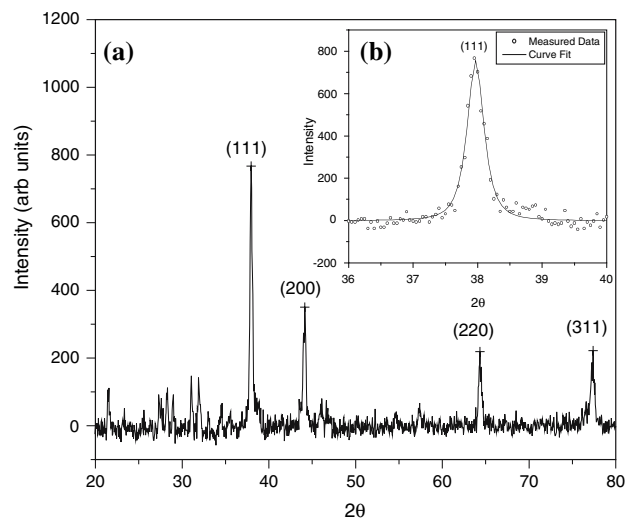 1200
1000
800
600
400
200
0
Intensity (arb units)
20 30 40 50 60 70 80
2θ
(a)
(111)
(200)
(220)
(311)
(b)
(111)
Measured Data
Curve Fit
800
600
400
200
0
-200
Intensity
36 37 38 39 40
2θ